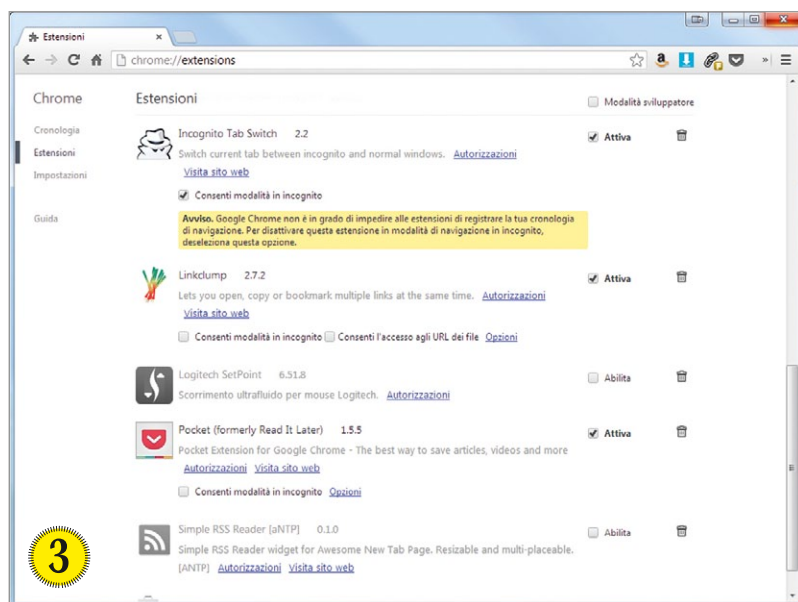 Estensioni
chrome://extensions
Chrome
Estensioni
Modalità sviluppatore
Cronologia
Estensioni
Impostazioni
Guida
Incognito Tab Switch 2.2
Attiva
Switch current tab between incognito and normal windows. Autorizzazioni
Visita sito web
Consenti modalità in incognito
Avviso. Google Chrome non è in grado di impedire alle estensioni di registrare la tua cronologia
di navigazione. Per disattivare questa estensione in modalità di navigazione in incognito,
deseleziona questa opzione.
Linkclump 2.7.2
Attiva
Lets you open, copy or bookmark multiple links at the same time. Autorizzazioni
Visita sito web
Consenti modalità in incognito Consenti l'accesso agli URL dei file Opzioni
Logitech SetPoint 6.51.8
Abilita
Scorrimento ultrafluido per mouse Logitech. Autorizzazioni
Pocket (formerly Read It Later) 1.5.5
Attiva
Pocket Extension for Google Chrome - The best way to save articles, videos and more
Autorizzazioni Visita sito web
Consenti modalità in incognito Opzioni
Simple RSS Reader [aNTP] 0.1.0
Abilita
Simple RSS Reader widget for Awesome New Tab Page. Resizable and multi-placeable.
[ANTP] Autorizzazioni Visita sito web
3